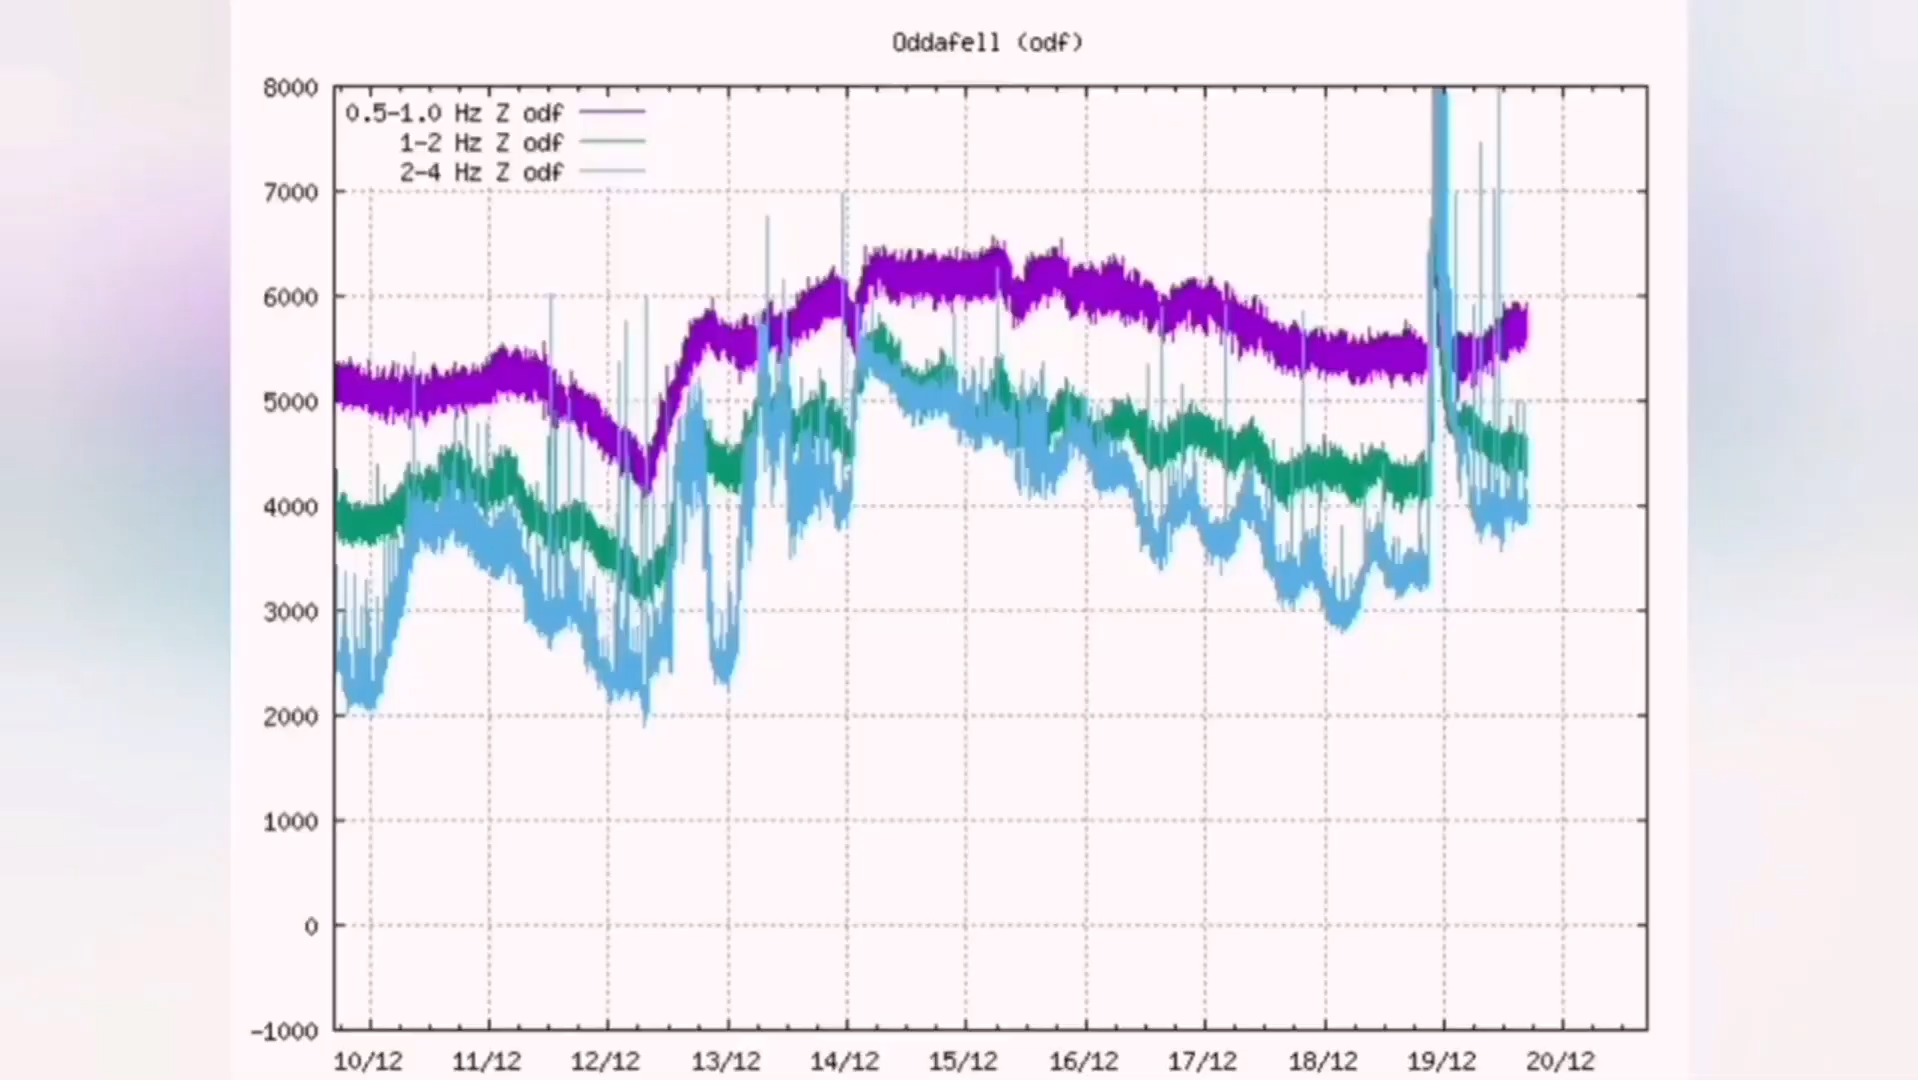 Oddafell (odf)
8000
0.5-1.0 Hz Z odf
1-2 Hz Z odf
2-4 Hz Z odf
7000
6000
5000
4000
3000
2000
1000
0
-1000
10/12 11/12 12/12 13/12 14/12 15/12 16/12 17/12 18/12 19/12 20/12